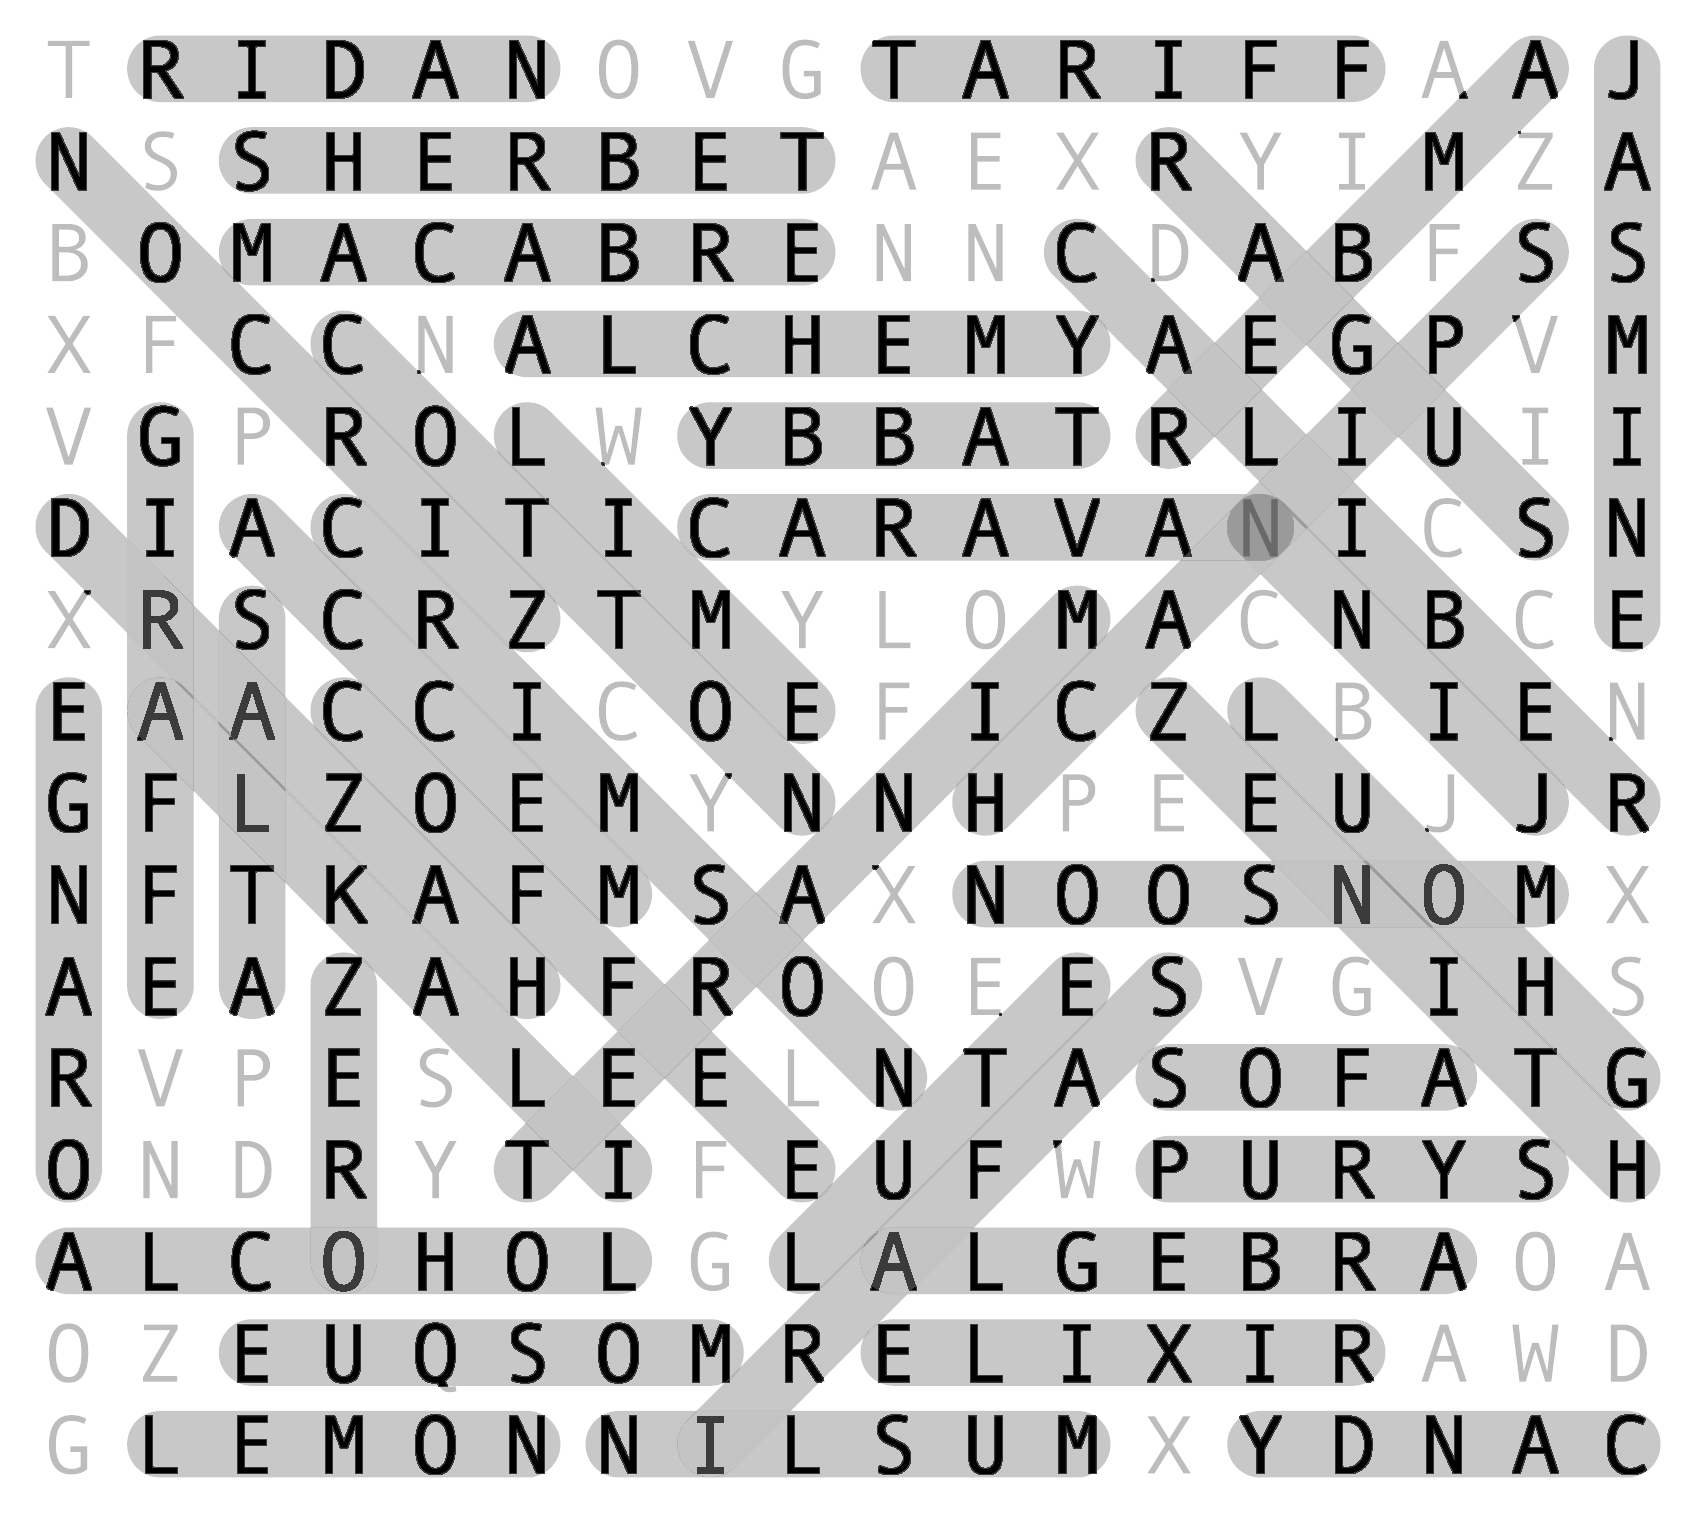 T R I D A N O V G T A R I F F A A J
N S S H E R B E T A E X R Y I M Z A
B O M A C A B R E N N C D A B F S S
X F C C N A L C H E M Y A E G P V M
V G P R O L W Y B B A T R L I U I I
D I A C I T I C A R A V A N I C S N
X R S C R Z T M Y L O M A C N B C E
E A A C C I C O E F I C Z L B I E N
G F L Z O E M Y N N H P E E U J J R
N F T K A F M S A X N O O S N O M X
A E A Z A H F R O O E E S V G I H S
R V P E S L E E L N T A S O F A T G
O N D R Y T I F E U F W P U R Y S H
A L C O H O L G L A L G E B R A O A
O Z E U Q S O M R E L I X I R A W D
G L E M O N N I L S U M X Y D N A C